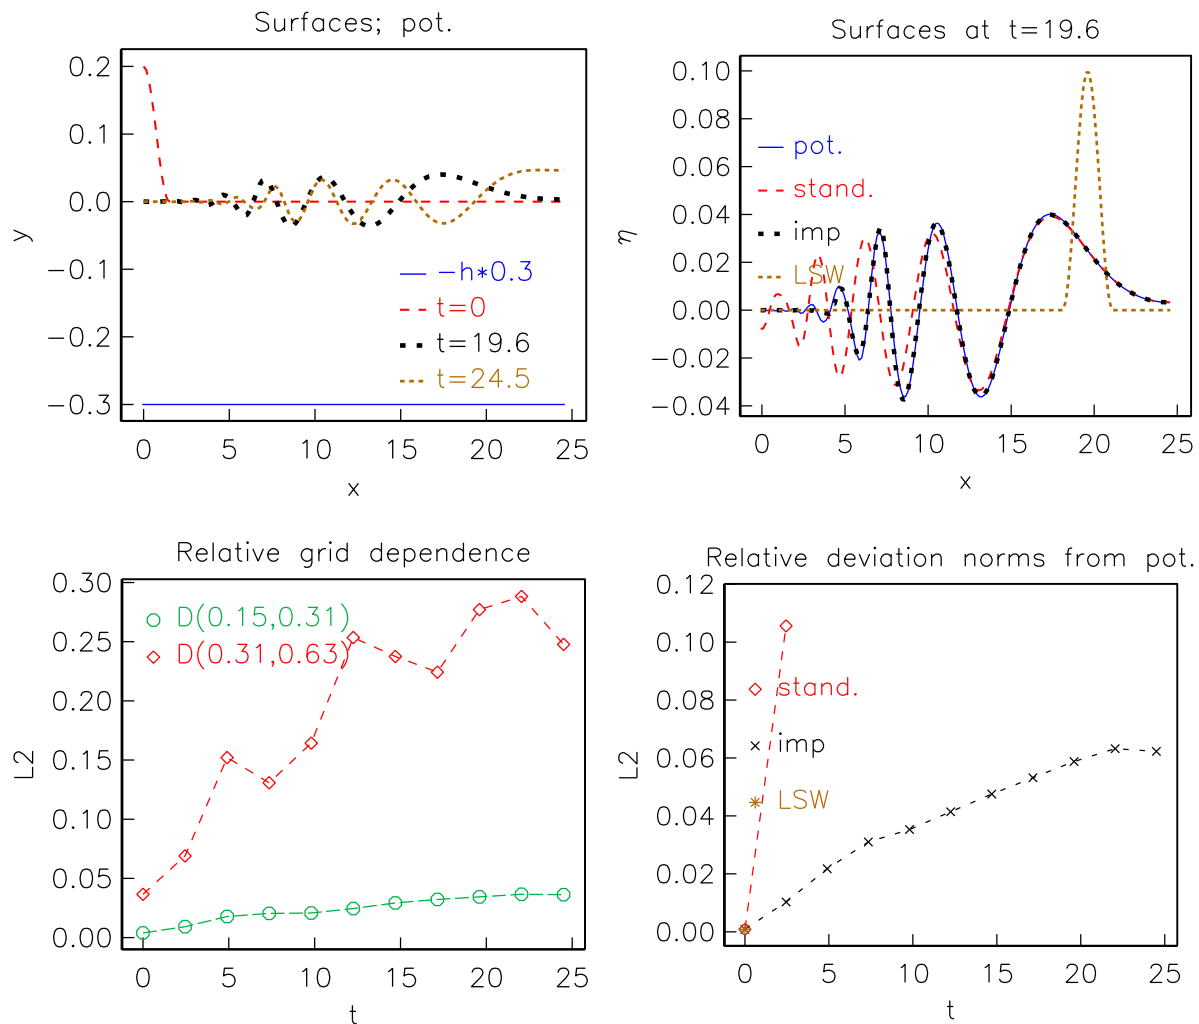 Surfaces; pot.
0.2
0.1
0.0
−0.1
−0.2
−0.3
y
−h*0.3
t=0
t=19.6
t=24.5
0 5 10 15 20 25
x
Surfaces at t=19.6
0.10
0.08
0.06
0.04
0.02
0.00
−0.02
−0.04
η
pot.
stand.
imp
LSW
0 5 10 15 20 25
x
Relative grid dependence
0.30
0.25
0.20
0.15
0.10
0.05
0.00
L2
D(0.15,0.31)
D(0.31,0.63)
0 5 10 15 20 25
t
Relative deviation norms from pot.
0.12
0.10
0.08
0.06
0.04
0.02
0.00
L2
stand.
imp
LSW
0 5 10 15 20 25
t